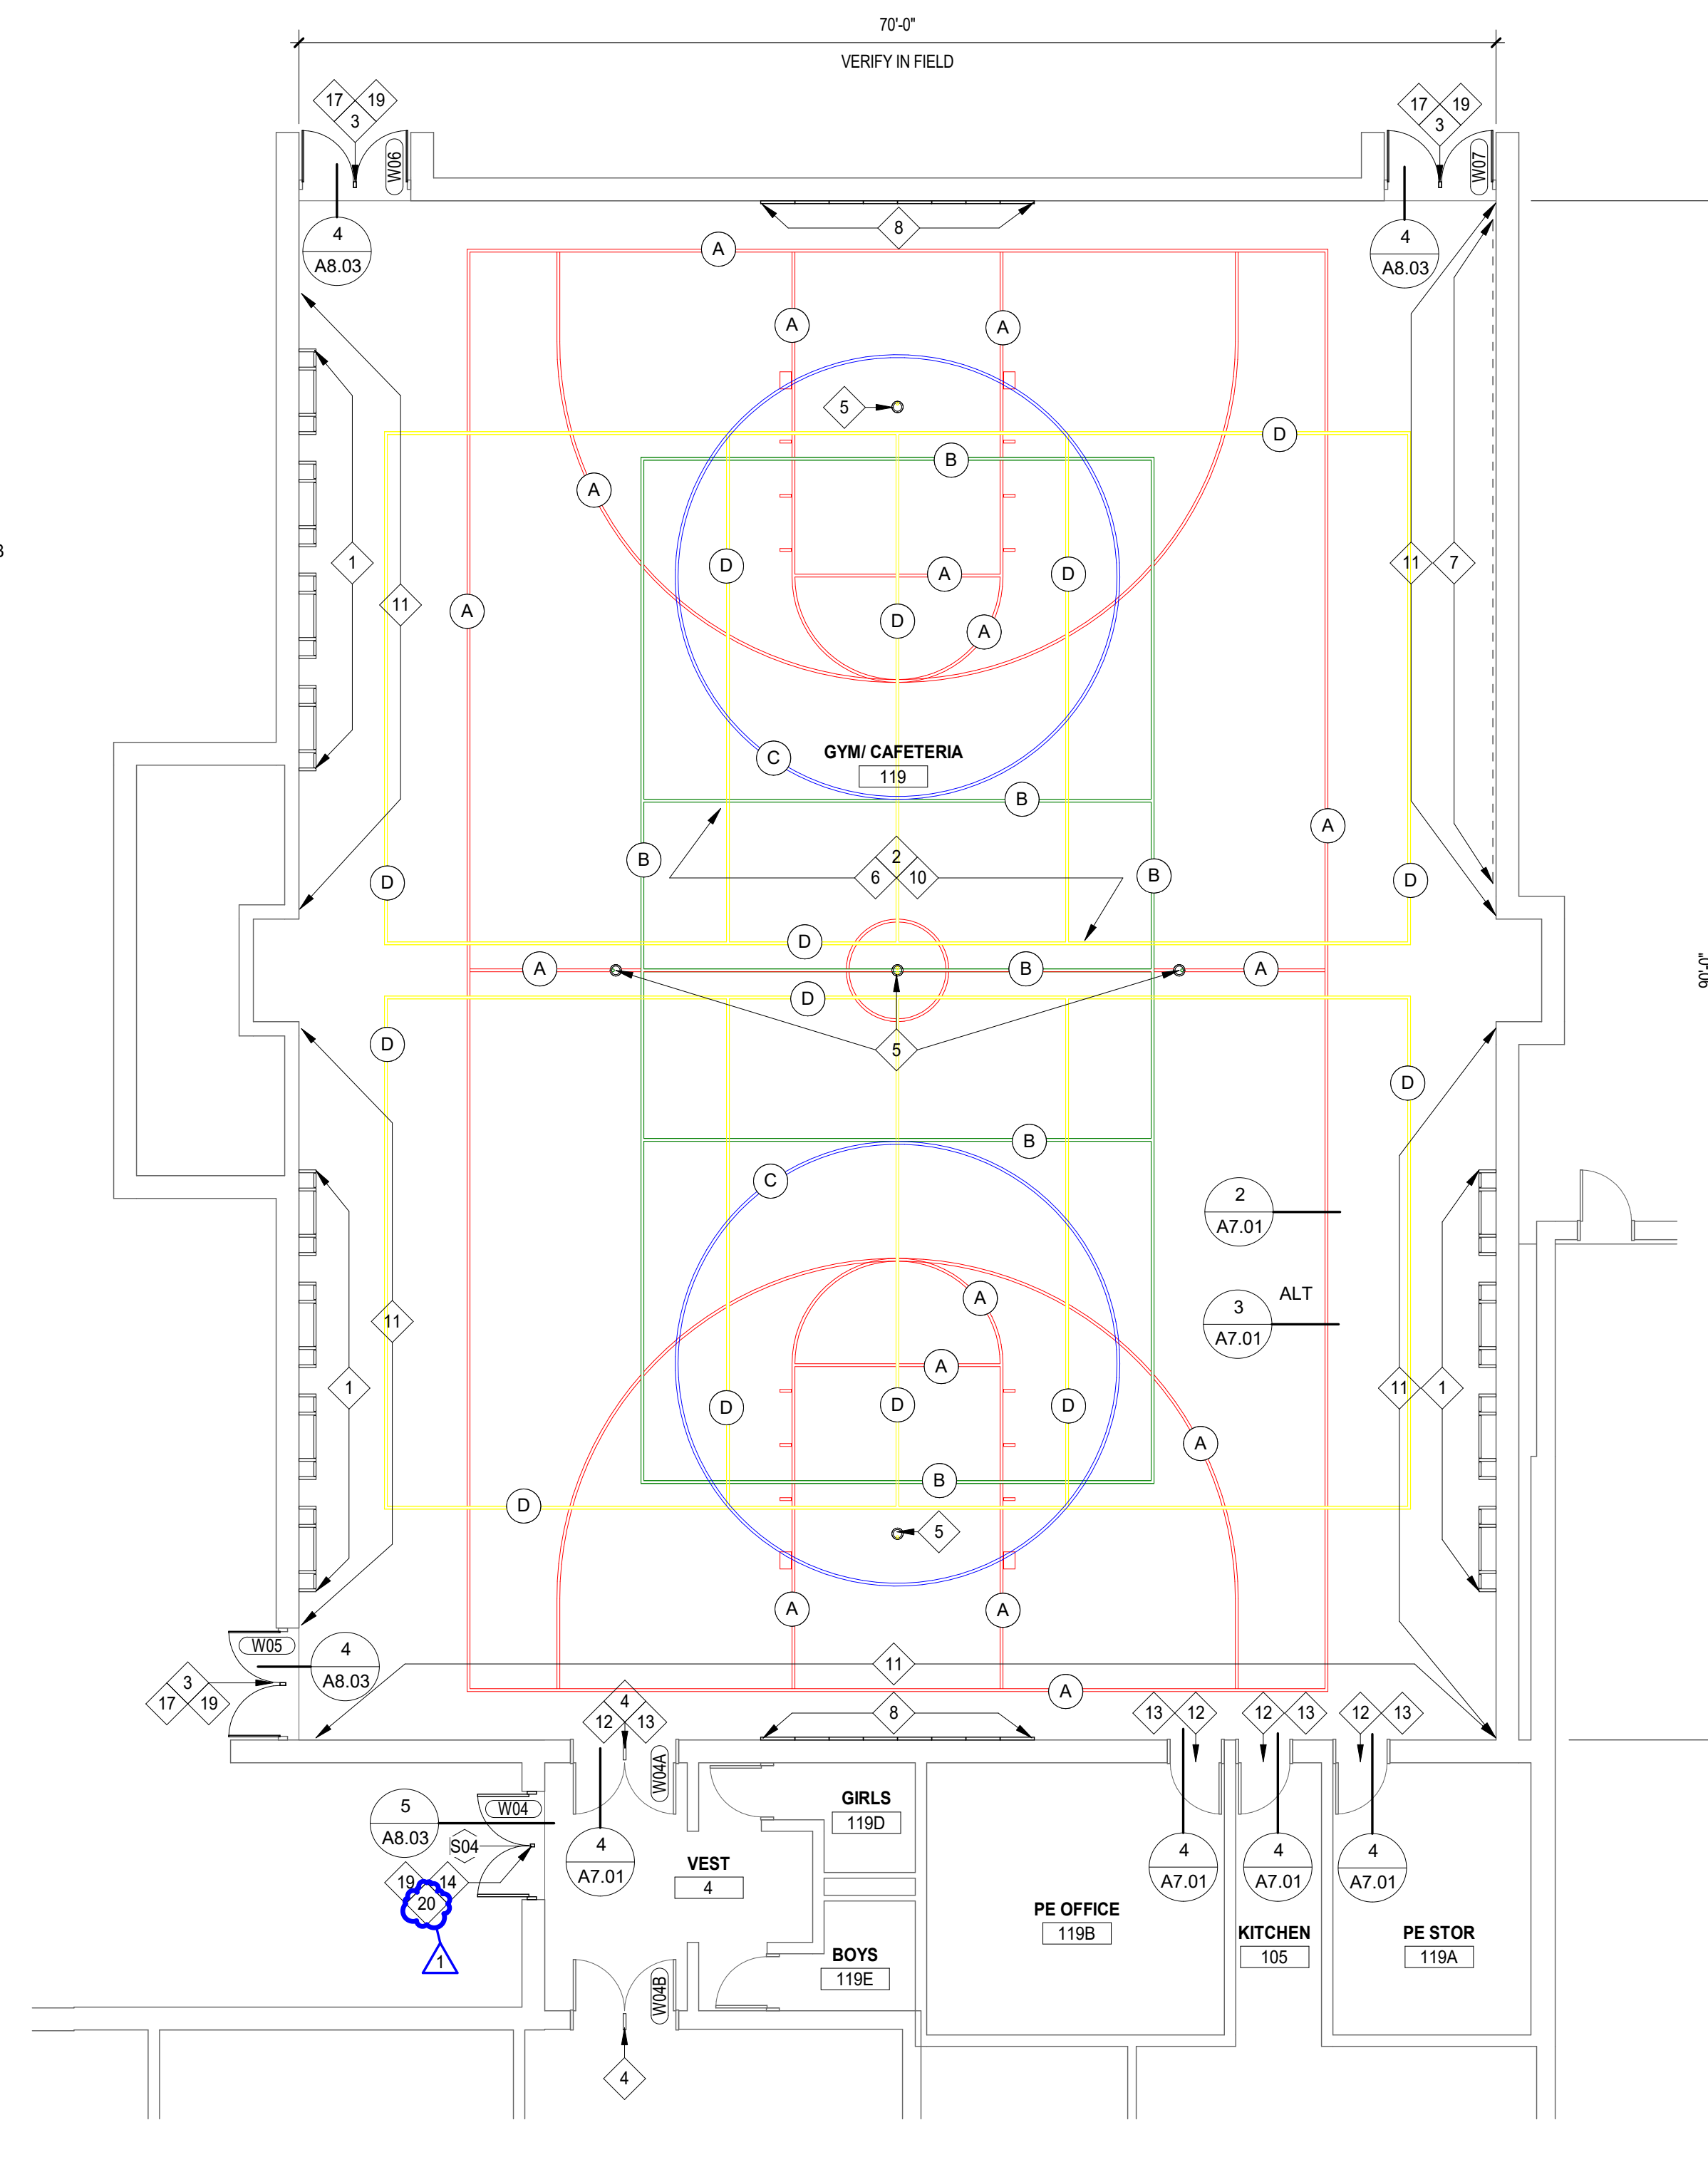 70'-0"
VERIFY IN FIELD
17 19
3
17 19
3
W06
W07
4
A8.03
4
A8.03
8
A
A
A
5
D
B
A
3
1
11
D
A
D
11
7
D
A
A
GYM/ CAFETERIA
119
C
B
A
2
6 10
B
B
D
D
D
A
B
A
90'-0"
D
D
5
D
B
C
2
A7.01
ALT
3
A7.01
A
11
A
1
11
1
D
D
D
A
B
D
5
A
A
W05
4
A8.03
3
17 19
11
A
4
12 13
8
13 12
12 13
12 13
W04A
5
A8.03
W04
S04
19 14
20
1
4
A7.01
GIRLS
119D
VEST
4
BOYS
119E
W04B
4
4
A7.01
4
A7.01
4
A7.01
PE OFFICE
119B
KITCHEN
105
PE STOR
119A